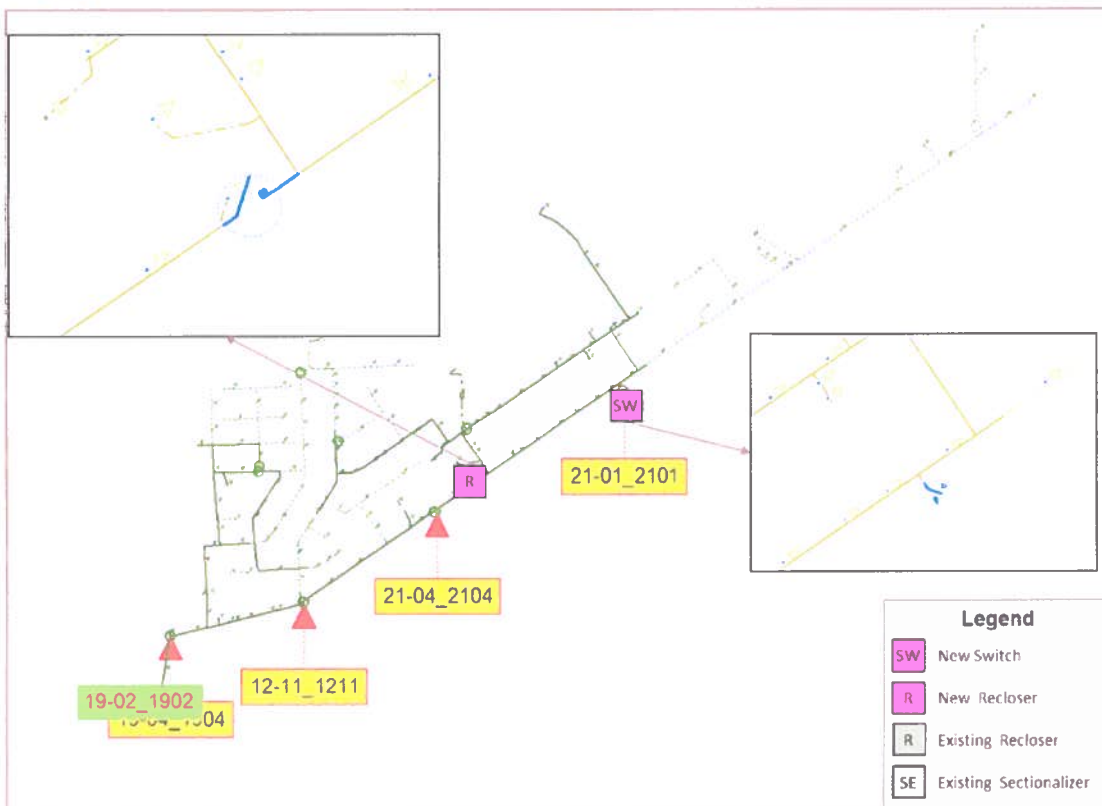 SW
21-01_2101
R
21-04_2104
12-11_1211
19-02_1902
Legend
SW New Switch
R New Recloser
R Existing Recloser
SE Existing Sectionalizer